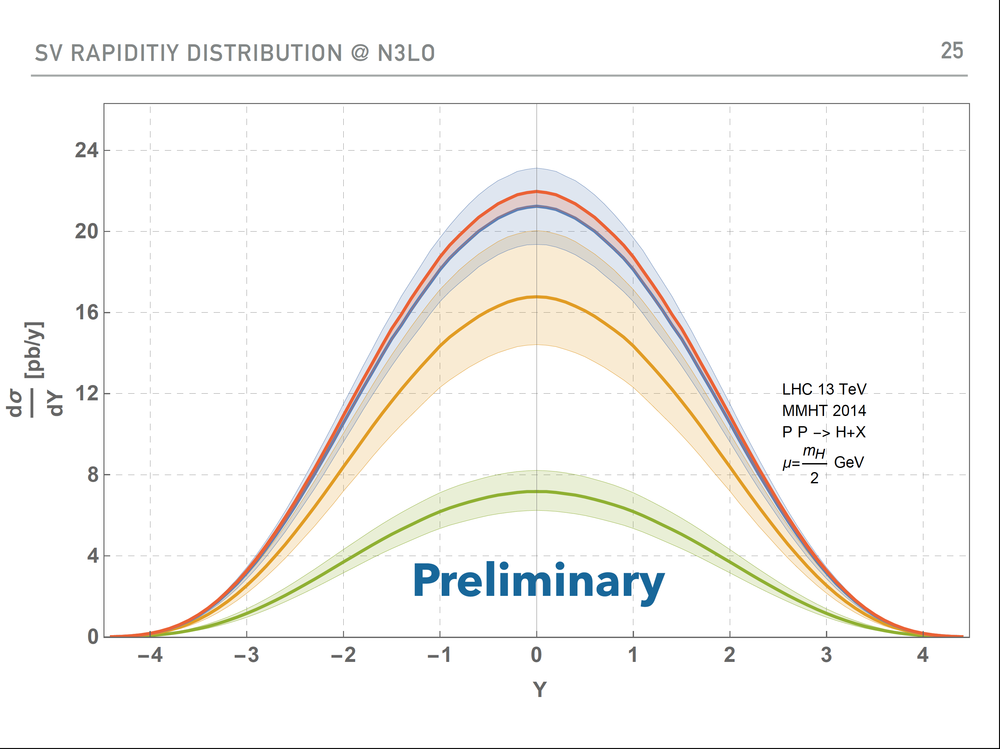 SV RAPIDITIY DISTRIBUTION @ N3LO
25
dσ
dY
[pb/y]
24
20
16
12
8
4
0
LHC 13 TeV
MMHT 2014
P P −> H+X
μ=mH/2 GeV
Preliminary
−4 −3 −2 −1 0 1 2 3 4
Y